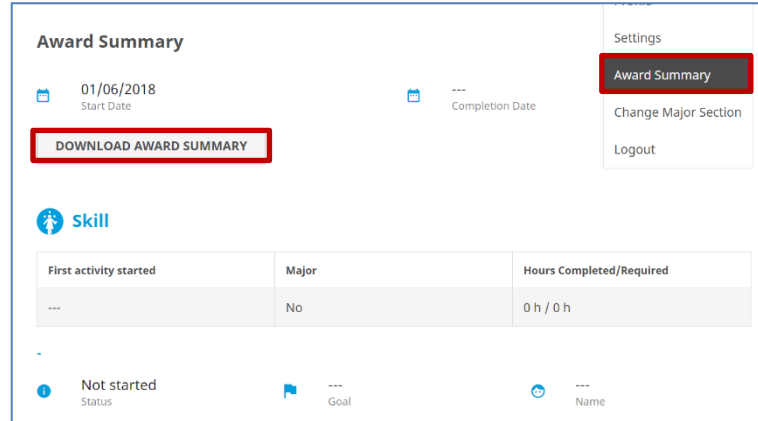 Award Summary
Settings
Award Summary
Change Major Section
Logout
01/06/2018
Start Date
---
Completion Date
DOWNLOAD AWARD SUMMARY
Skill
First activity started Major Hours Completed/Required
--- No 0 h / 0 h
-
Not started
Status
---
Goal
---
Name